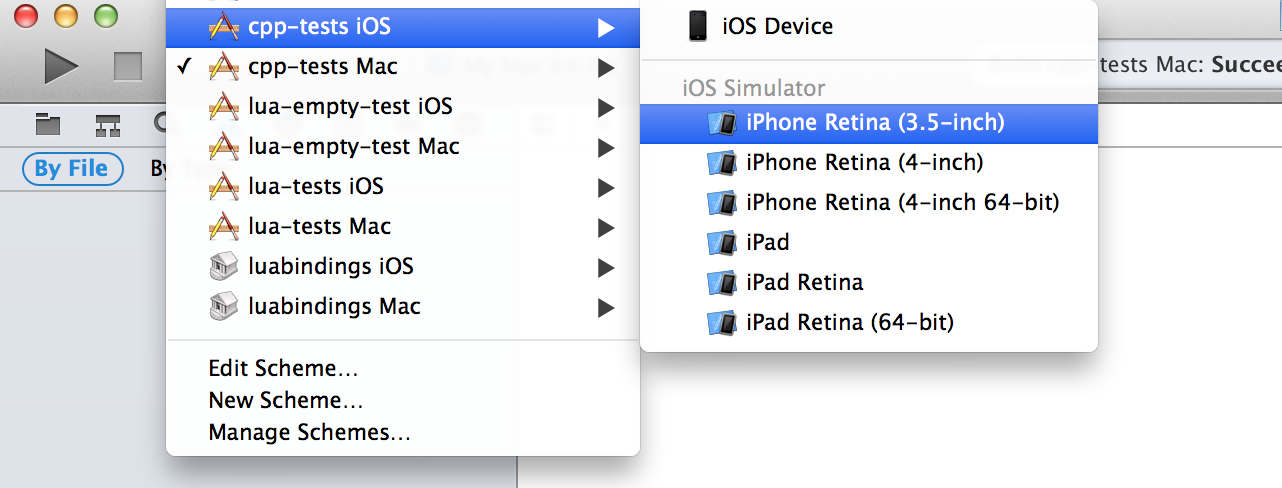 cpp-tests iOS
cpp-tests Mac
lua-empty-test iOS
lua-empty-test Mac
lua-tests iOS
lua-tests Mac
luabindings iOS
luabindings Mac
Edit Scheme...
New Scheme...
Manage Schemes...
iOS Device
iOS Simulator
iPhone Retina (3.5-inch)
iPhone Retina (4-inch)
iPhone Retina (4-inch 64-bit)
iPad
iPad Retina
iPad Retina (64-bit)
tests Mac: Succee
By File
By